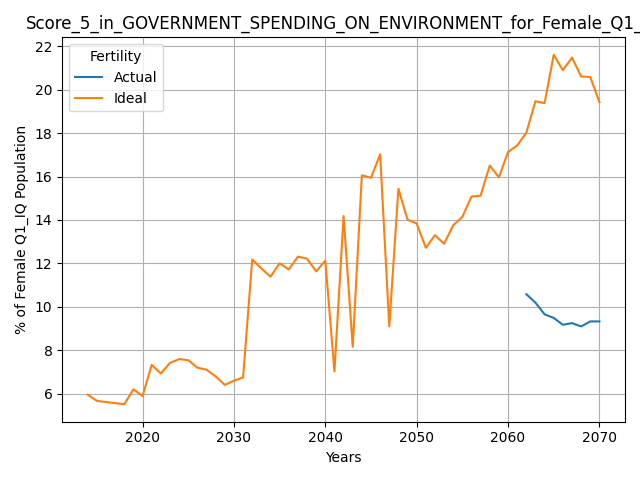 Score_5_in_GOVERNMENT_SPENDING_ON_ENVIRONMENT_for_Female_Q1_
Fertility
Actual
Ideal
% of Female Q1_IQ Population
22
20
18
16
14
12
10
8
6
2020 2030 2040 2050 2060 2070
Years